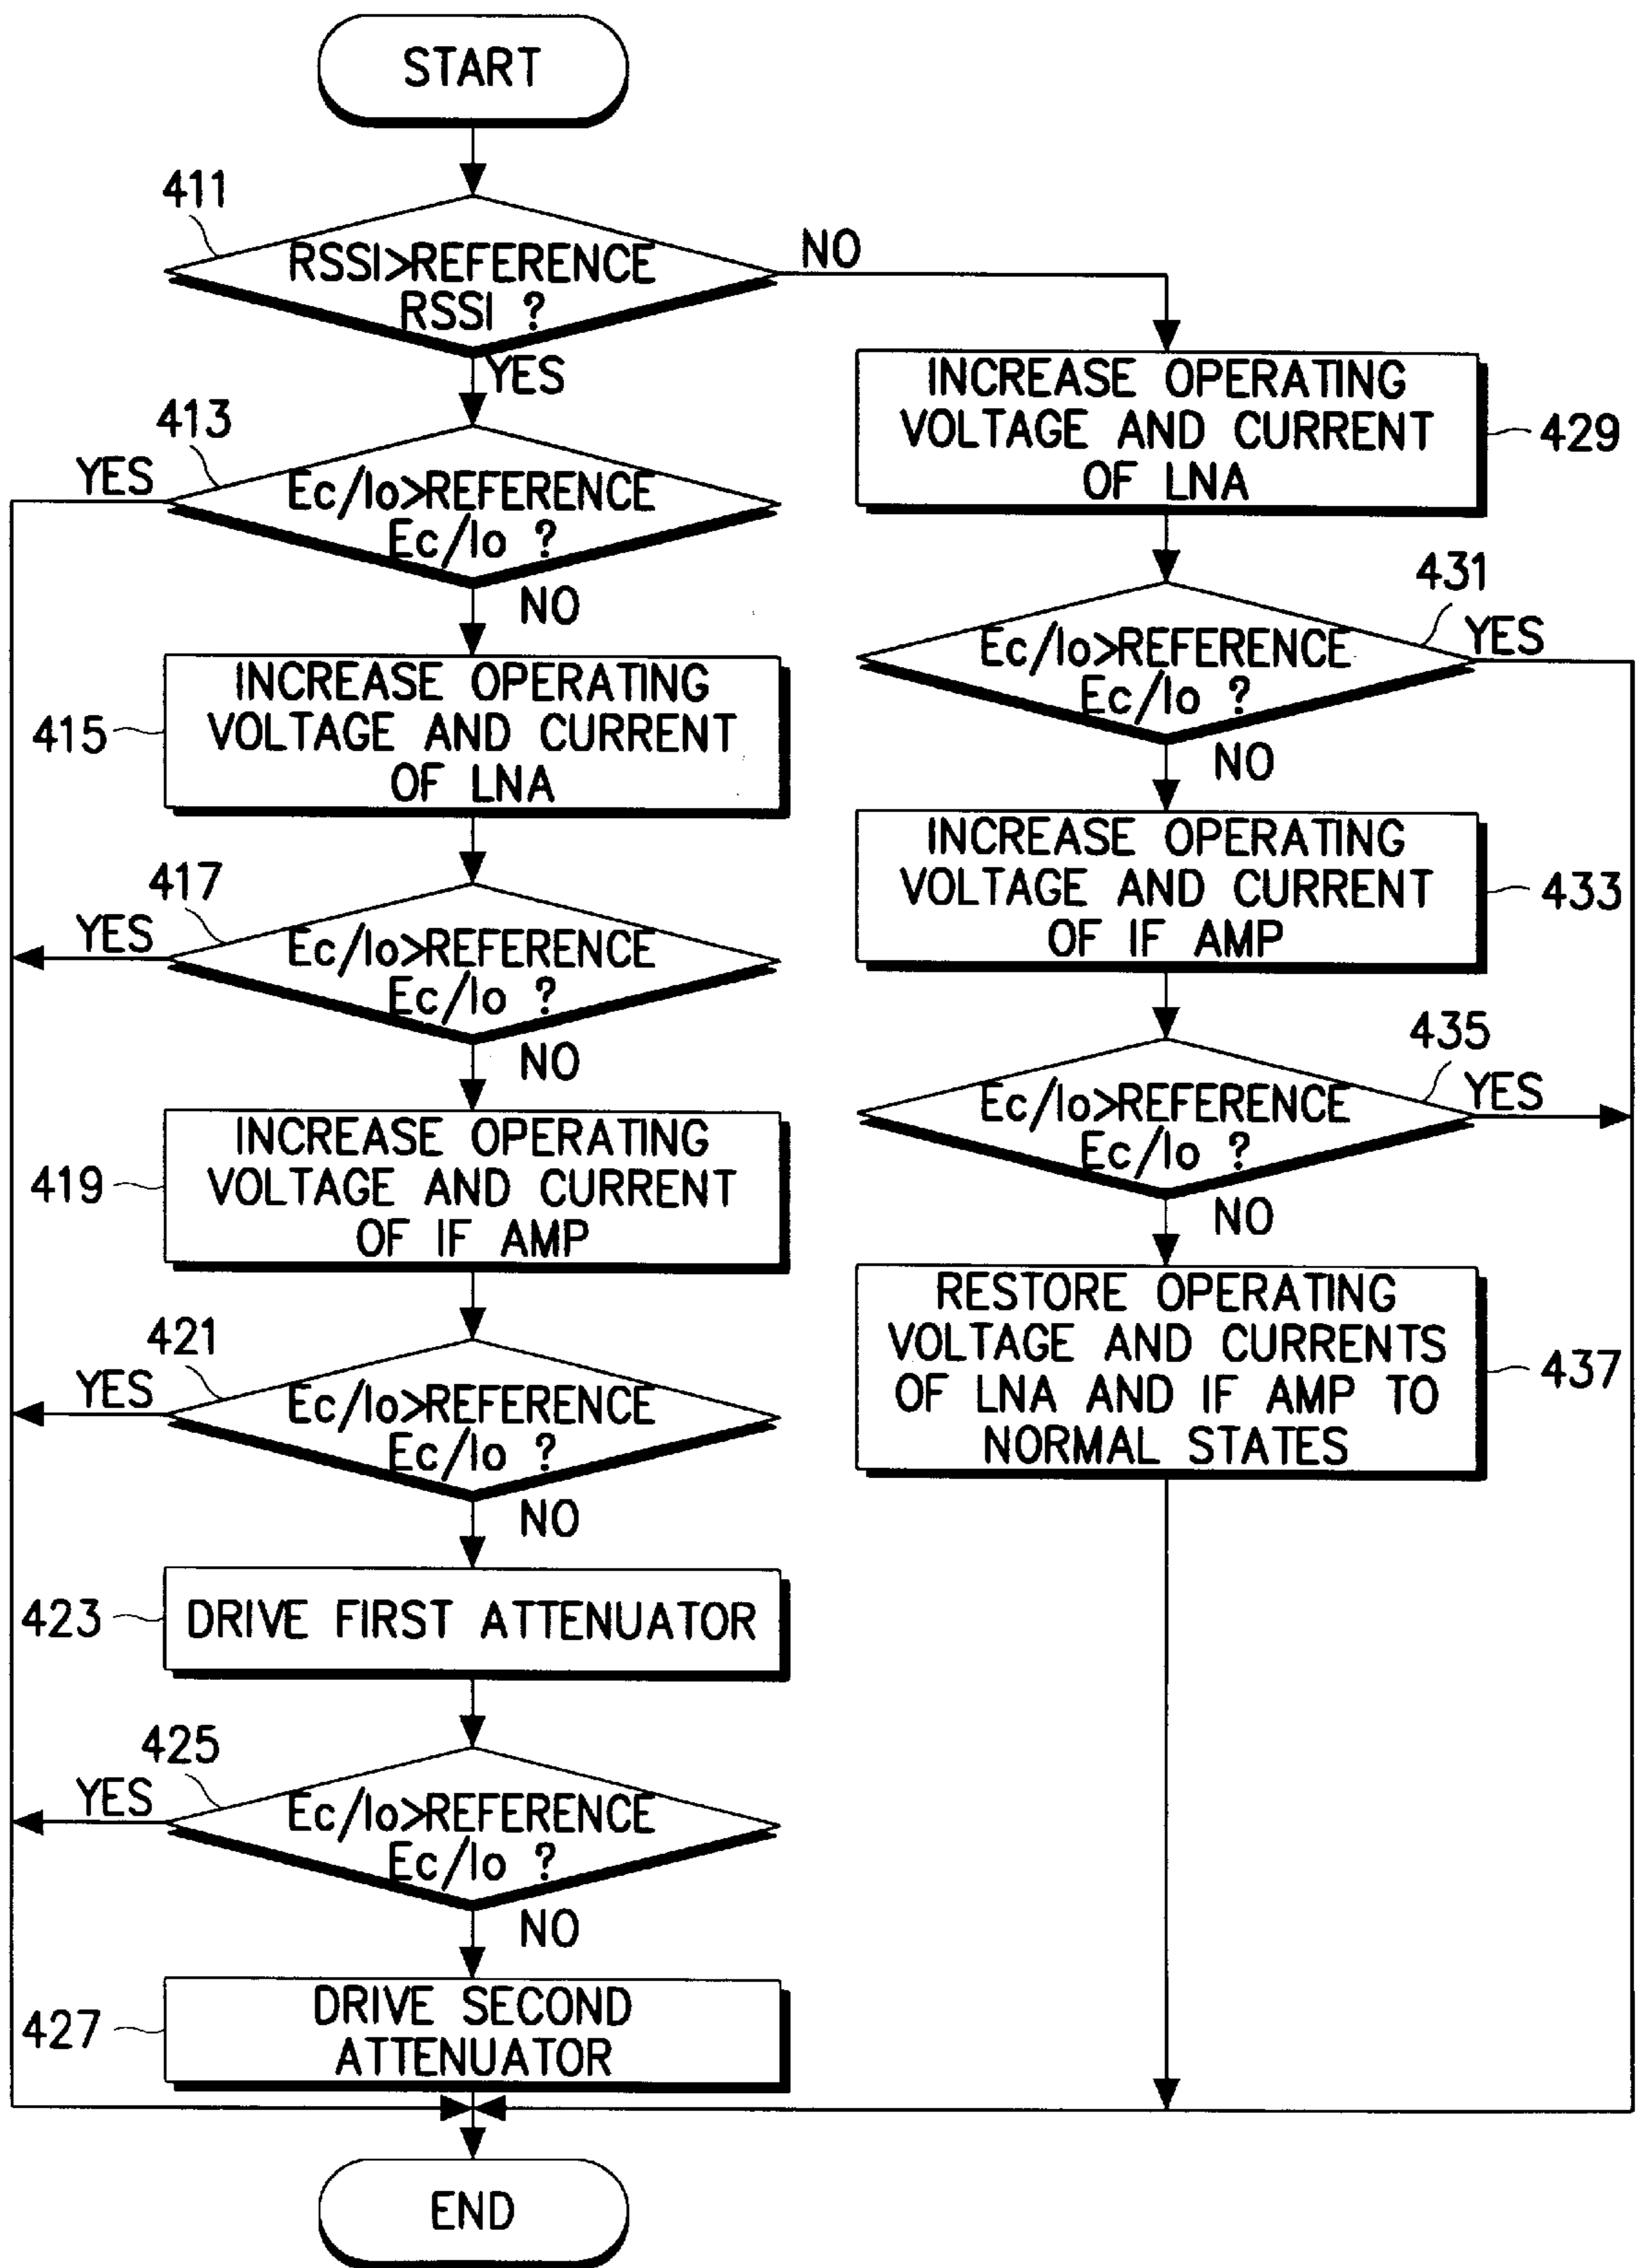 START
411
RSSI>REFERENCE
RSSI ?
NO
YES
413
YES
Ec/Io>REFERENCE
Ec/Io ?
NO
415
INCREASE OPERATING
VOLTAGE AND CURRENT
OF LNA
417
YES
Ec/Io>REFERENCE
Ec/Io ?
NO
419
INCREASE OPERATING
VOLTAGE AND CURRENT
OF IF AMP
421
YES
Ec/Io>REFERENCE
Ec/Io ?
NO
423
DRIVE FIRST ATTENUATOR
425
YES
Ec/Io>REFERENCE
Ec/Io ?
NO
427
DRIVE SECOND
ATTENUATOR
END
INCREASE OPERATING
VOLTAGE AND CURRENT
OF LNA
429
431
Ec/Io>REFERENCE
Ec/Io ?
YES
NO
INCREASE OPERATING
VOLTAGE AND CURRENT
OF IF AMP
433
435
Ec/Io>REFERENCE
Ec/Io ?
YES
NO
RESTORE OPERATING
VOLTAGE AND CURRENTS
OF LNA AND IF AMP TO
NORMAL STATES
437